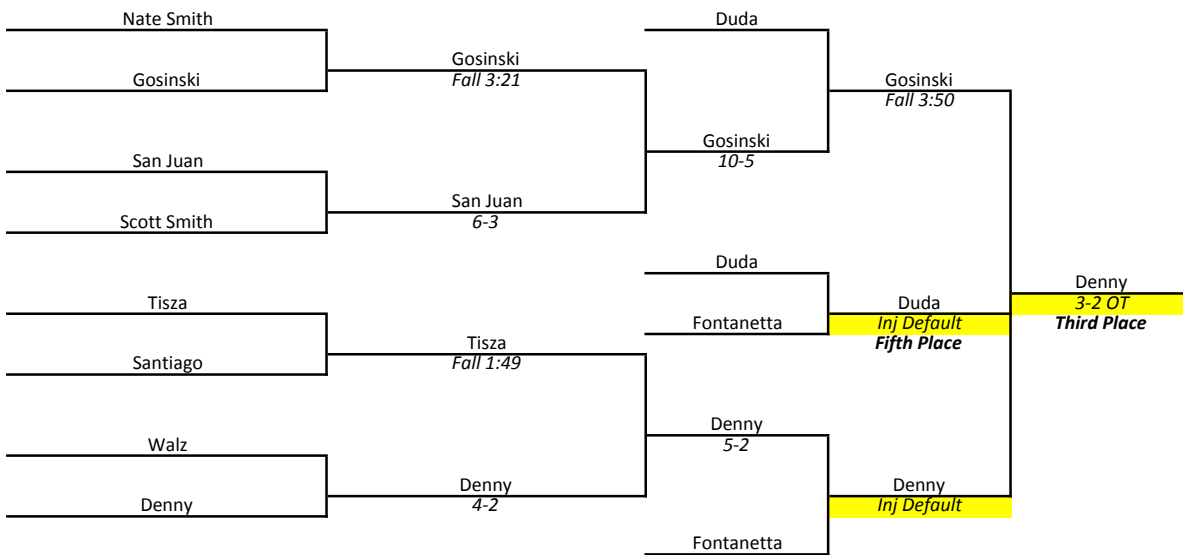 Nate Smith
Duda
Gosinski
Fall 3:21
Gosinski
Gosinski
Fall 3:50
Gosinski
10-5
San Juan
San Juan
6-3
Scott Smith
Duda
Denny
3-2 OT
Third Place
Tisza
Duda
Inj Default
Fifth Place
Fontanetta
Tisza
Fall 1:49
Santiago
Denny
5-2
Walz
Denny
4-2
Denny
Inj Default
Denny
Fontanetta